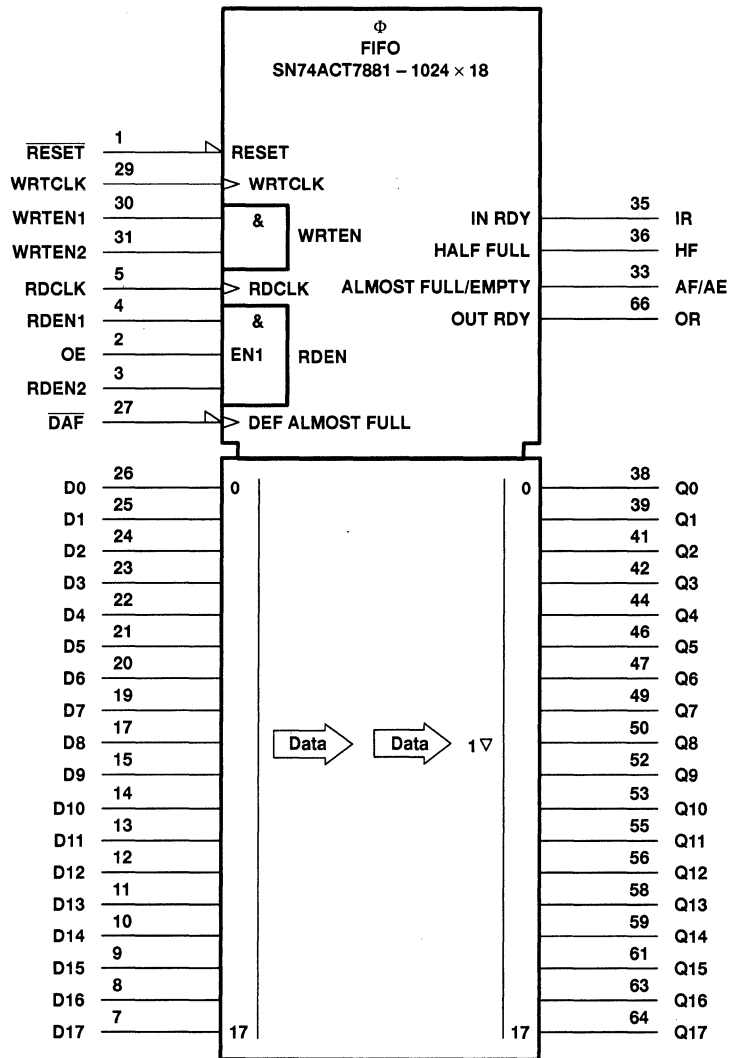 Φ
FIFO
SN74ACT7881 – 1024 × 18
RESET 1 RESET
WRTCLK 29 WRTCLK
WRTEN1 30 & IN RDY 35 IR
WRTEN
WRTEN2 31 HALF FULL 36 HF
RDCLK 5 RDCLK ALMOST FULL/EMPTY 33 AF/AE
RDEN1 4 & OUT RDY 66 OR
OE 2 EN1 RDEN
RDEN2 3
DAF 27 DEF ALMOST FULL
D0 26 0 0 38 Q0
D1 25 39 Q1
D2 24 41 Q2
D3 23 42 Q3
D4 22 44 Q4
D5 21 46 Q5
D6 20 47 Q6
D7 19 49 Q7
D8 17 Data Data 1 ▽ 50 Q8
D9 15 52 Q9
D10 14 53 Q10
D11 13 55 Q11
D12 12 56 Q12
D13 11 58 Q13
D14 10 59 Q14
D15 9 61 Q15
D16 8 63 Q16
D17 7 17 17 64 Q17